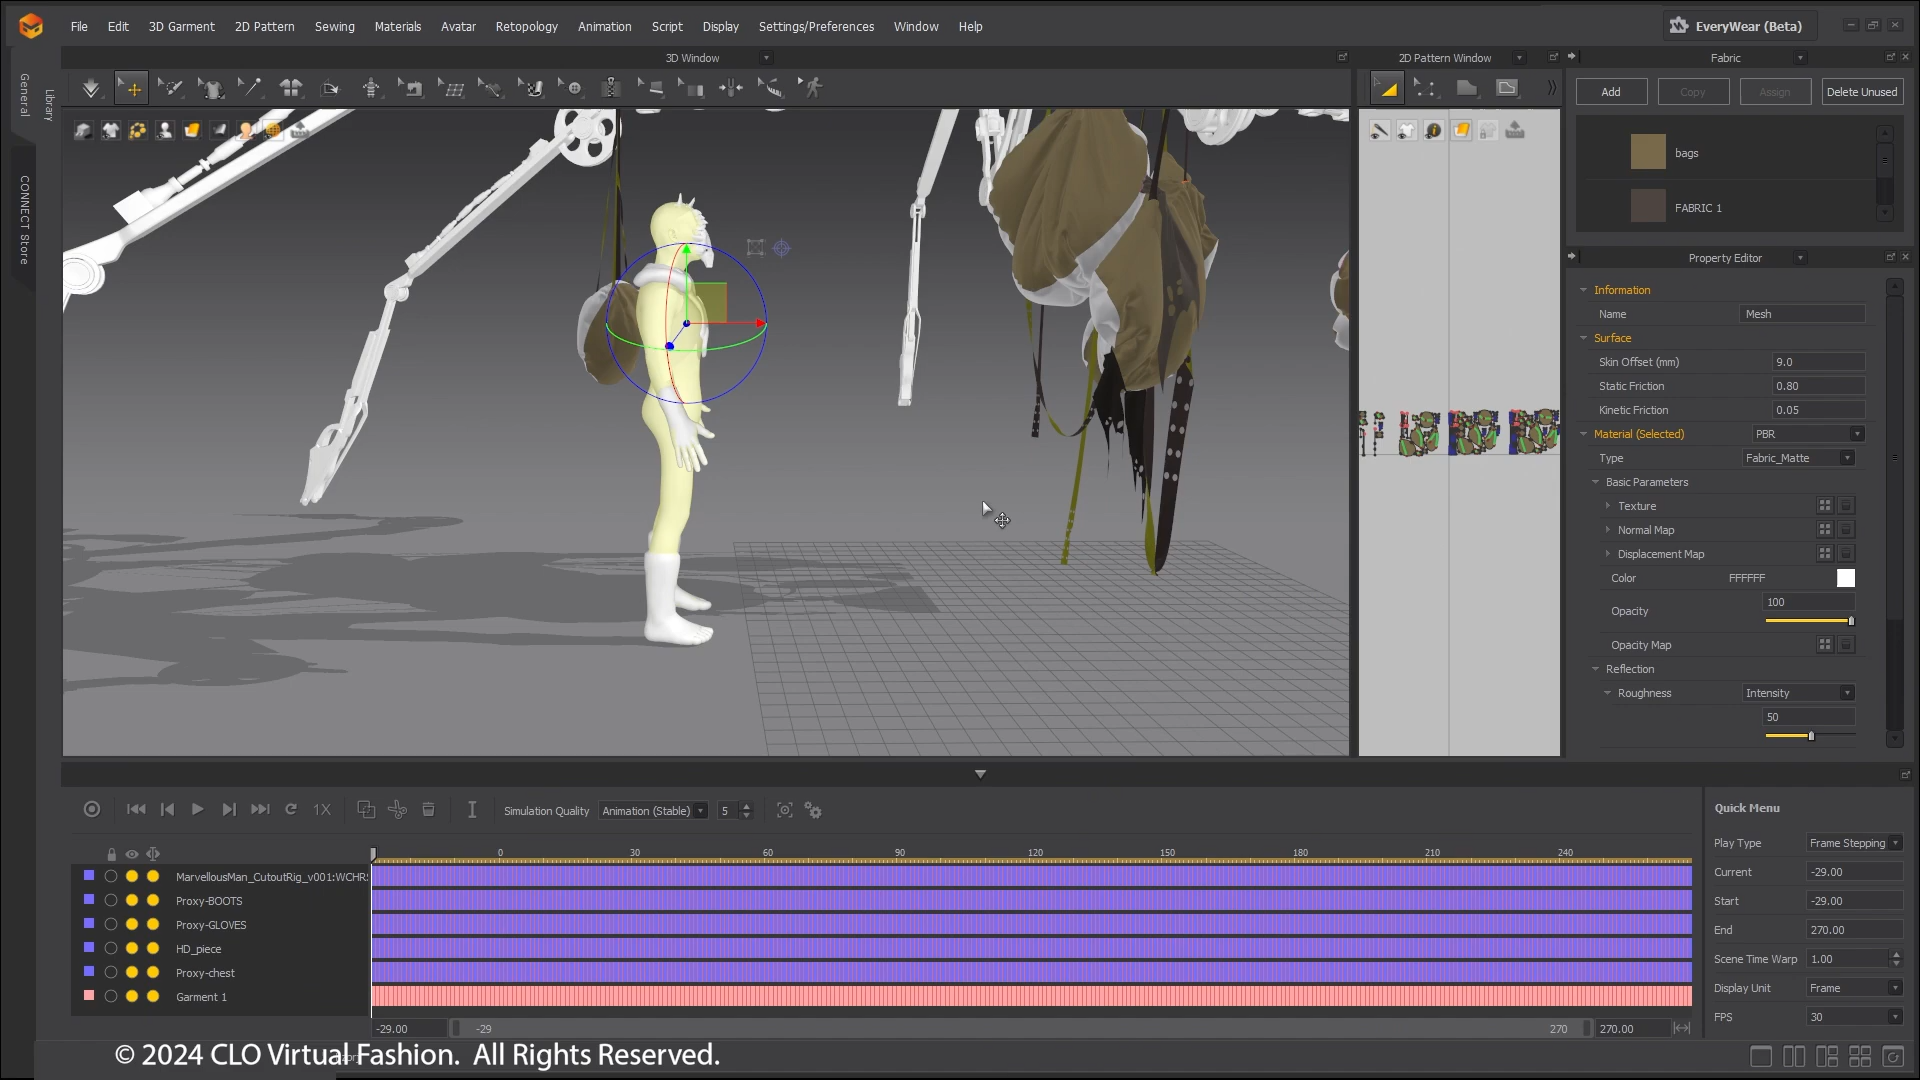 File Edit 3D Garment 2D Pattern Sewing Materials Avatar Retopology Animation Script Display Settings/Preferences Window Help
EveryWear (Beta)
General
Library
CONNECT Store
3D Window
2D Pattern Window
Fabric
Add Copy Assign Delete Unused
bags
FABRIC 1
Property Editor
Information
Name Mesh
Surface
Skin Offset (mm) 9.0
Static Friction 0.80
Kinetic Friction 0.05
Material (Selected) PBR
Type Fabric_Matte
Basic Parameters
Texture
Normal Map
Displacement Map
Color FFFFFF
Opacity 100
Opacity Map
Reflection
Roughness Intensity
50
1X Simulation Quality Animation (Stable) 5
0 30 60 90 120 150 180 210 240
MarvellousMan_CutoutRig_v001:WCHR
Proxy-BOOTS
Proxy-GLOVES
HD_piece
Proxy-chest
Garment 1
-29.00 -29 270 270.00
Quick Menu
Play Type Frame Stepping
Current -29.00
Start -29.00
End 270.00
Scene Time Warp 1.00
Display Unit Frame
FPS 30
© 2024 CLO Virtual Fashion. All Rights Reserved.